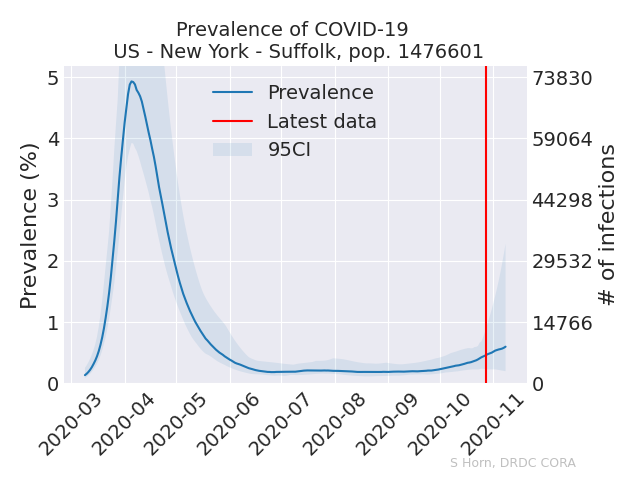 Prevalence of COVID-19
US - New York - Suffolk, pop. 1476601
Prevalence
Latest data
95CI
Prevalence (%)
5
4
3
2
1
0
73830
59064
44298
29532
14766
0
# of infections
2020-03
2020-04
2020-05
2020-06
2020-07
2020-08
2020-09
2020-10
2020-11
S Horn, DRDC CORA